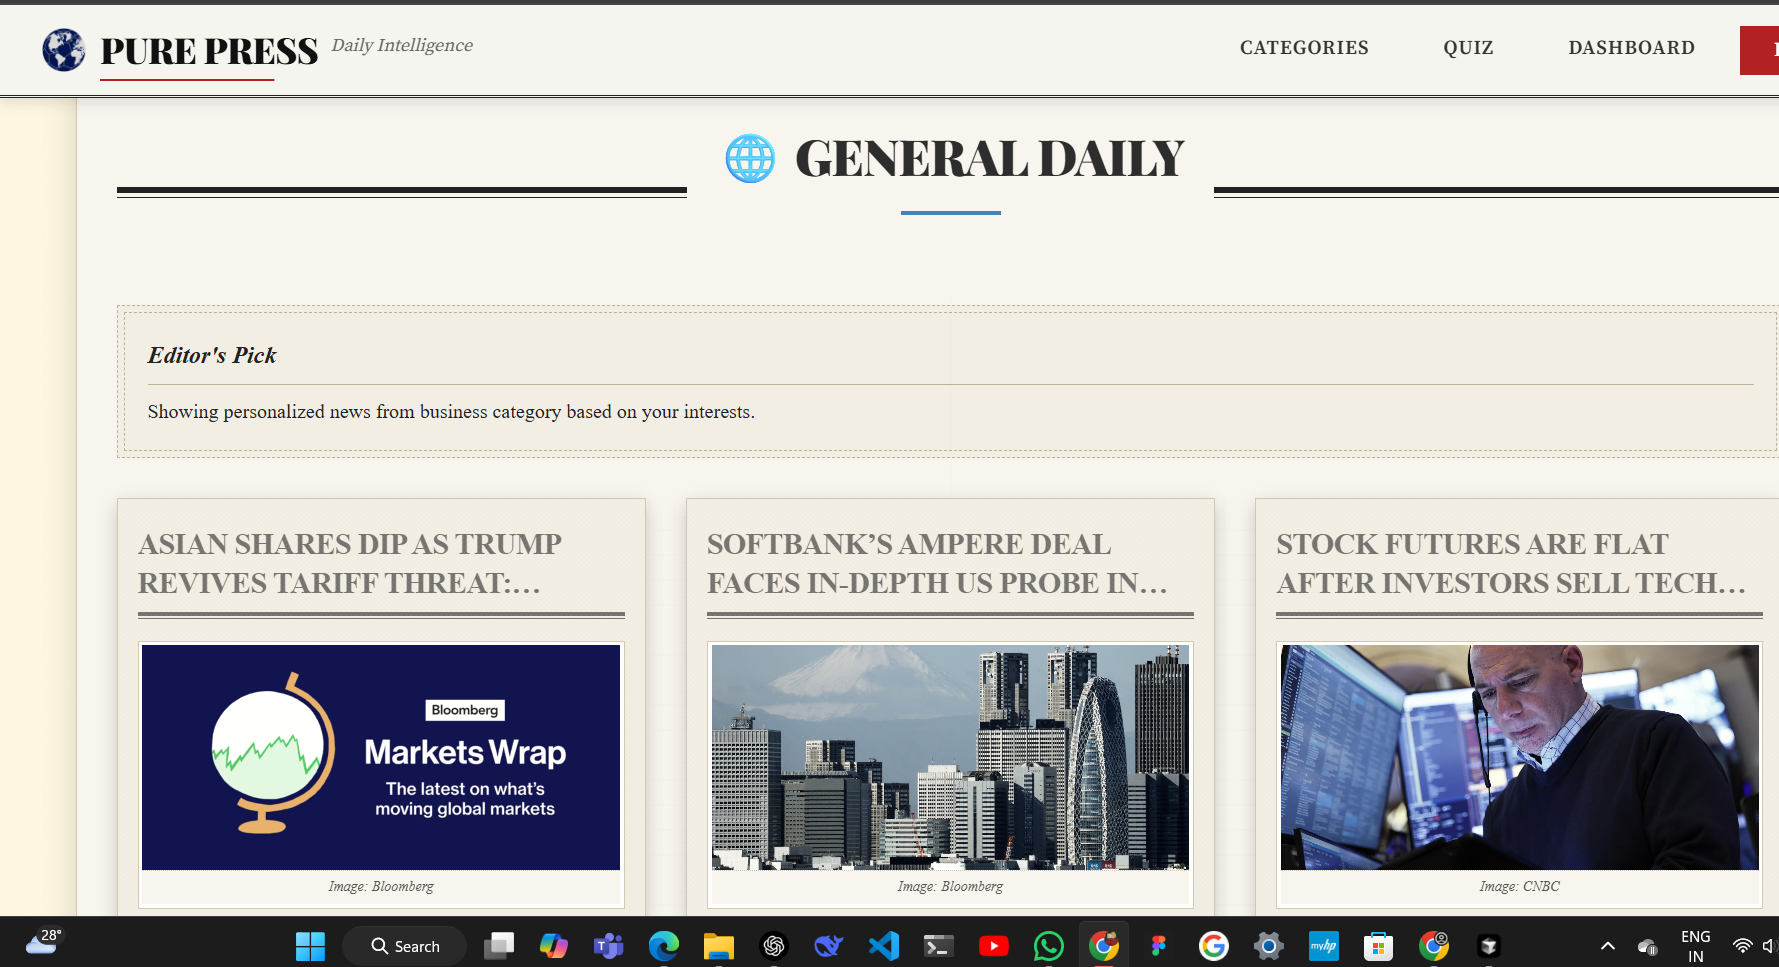 PURE PRESS Daily Intelligence CATEGORIES QUIZ DASHBOARD
GENERAL DAILY
Editor's Pick
Showing personalized news from business category based on your interests.
ASIAN SHARES DIP AS TRUMP
REVIVES TARIFF THREAT:...
Bloomberg
Markets Wrap
The latest on what's
moving global markets
Image: Bloomberg
SOFTBANK’S AMPERE DEAL
FACES IN-DEPTH US PROBE IN...
Image: Bloomberg
STOCK FUTURES ARE FLAT
AFTER INVESTORS SELL TECH...
Image: CNBC
28°
Search
myhp
ENG
IN